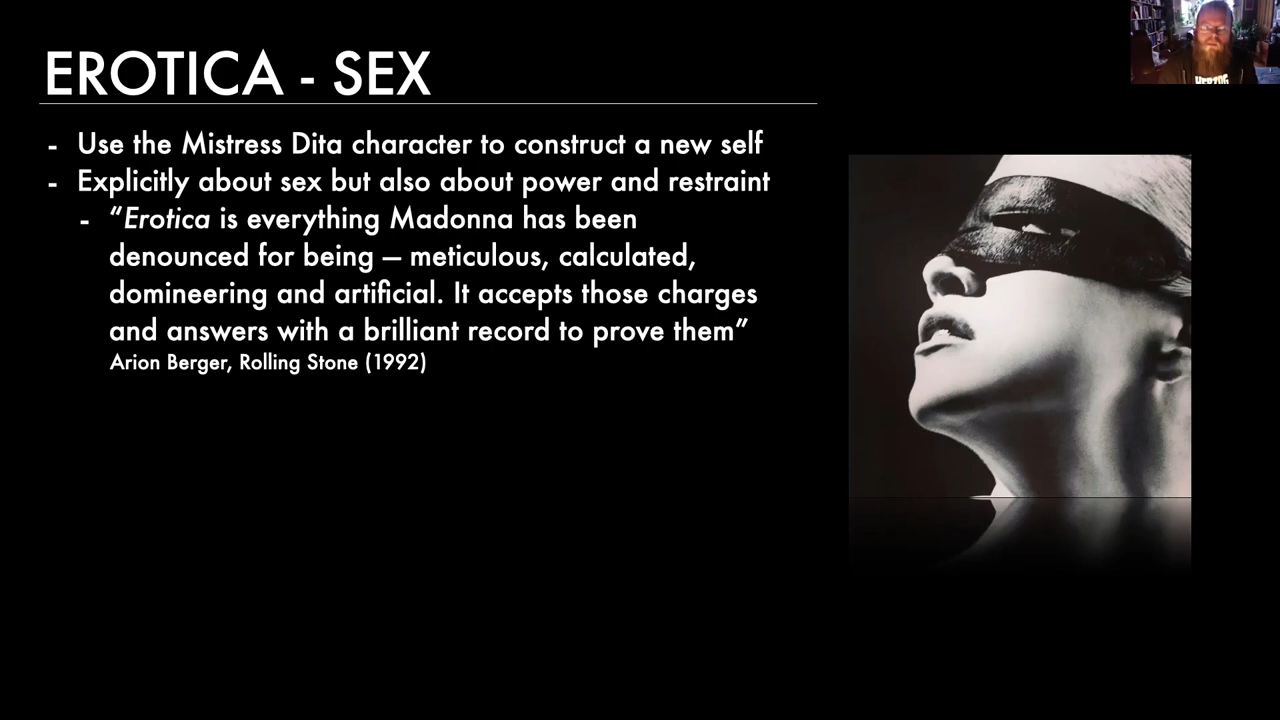 EROTICA - SEX
- Use the Mistress Dita character to construct a new self
- Explicitly about sex but also about power and restraint
- “Erotica is everything Madonna has been
denounced for being — meticulous, calculated,
domineering and artificial. It accepts those charges
and answers with a brilliant record to prove them”
Arion Berger, Rolling Stone (1992)
HERZOG